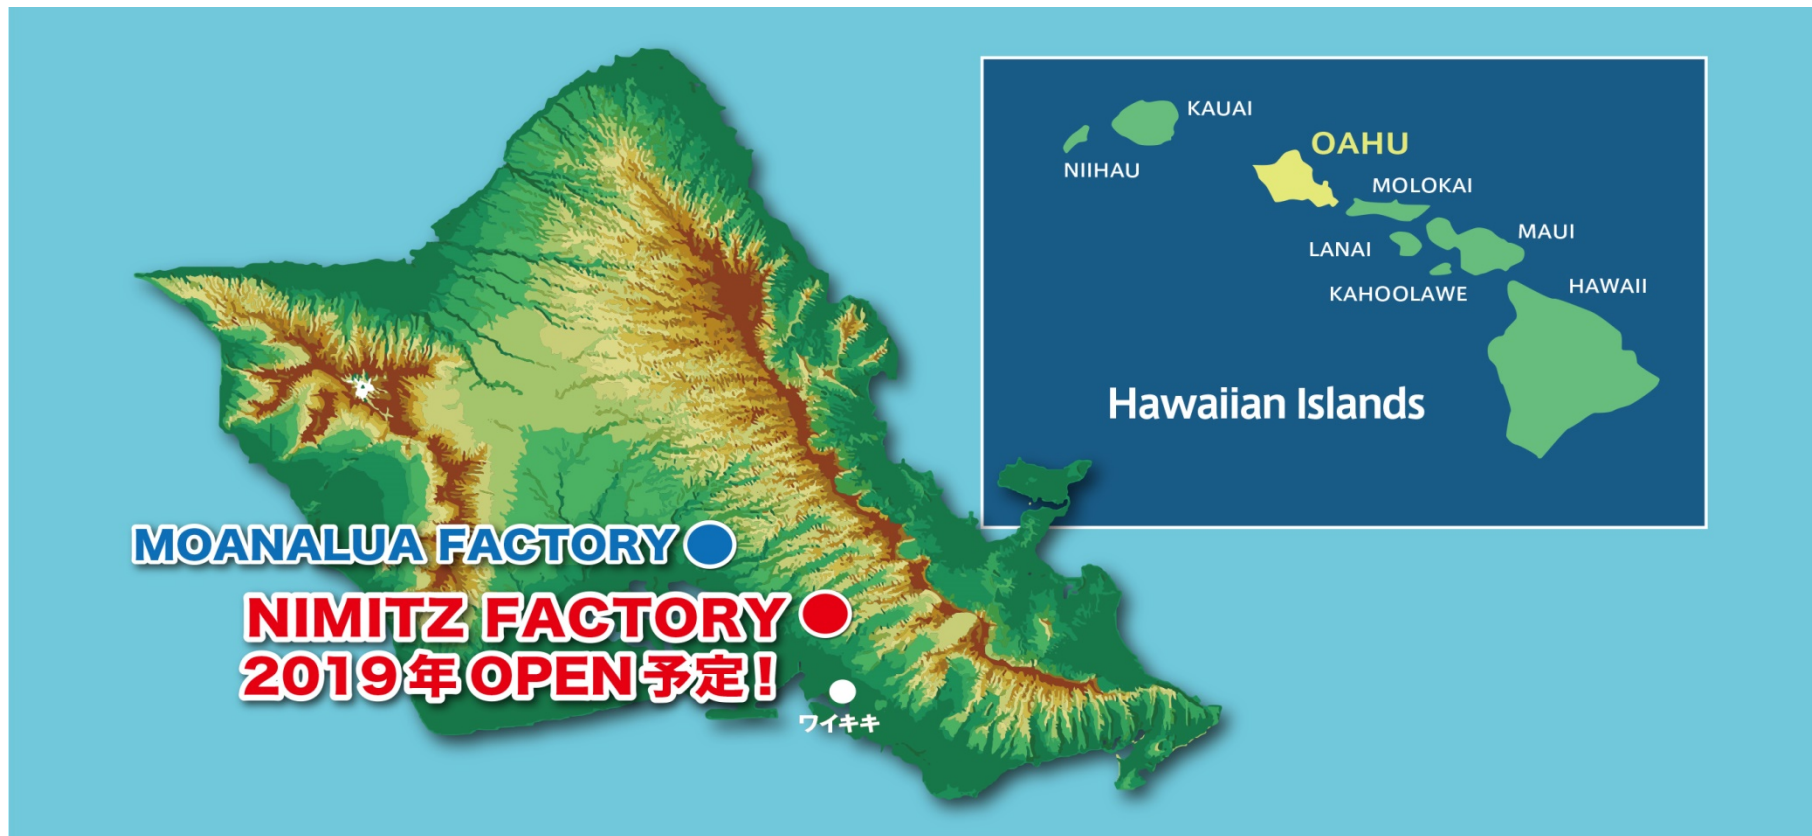 KAUAI
OAHU
NIIHAU
MOLOKAI
MAUI
LANAI
HAWAII
KAHOOLAWE
Hawaiian Islands
MOANALUA FACTORY
NIMITZ FACTORY
2019年OPEN予定!
ワイキキ